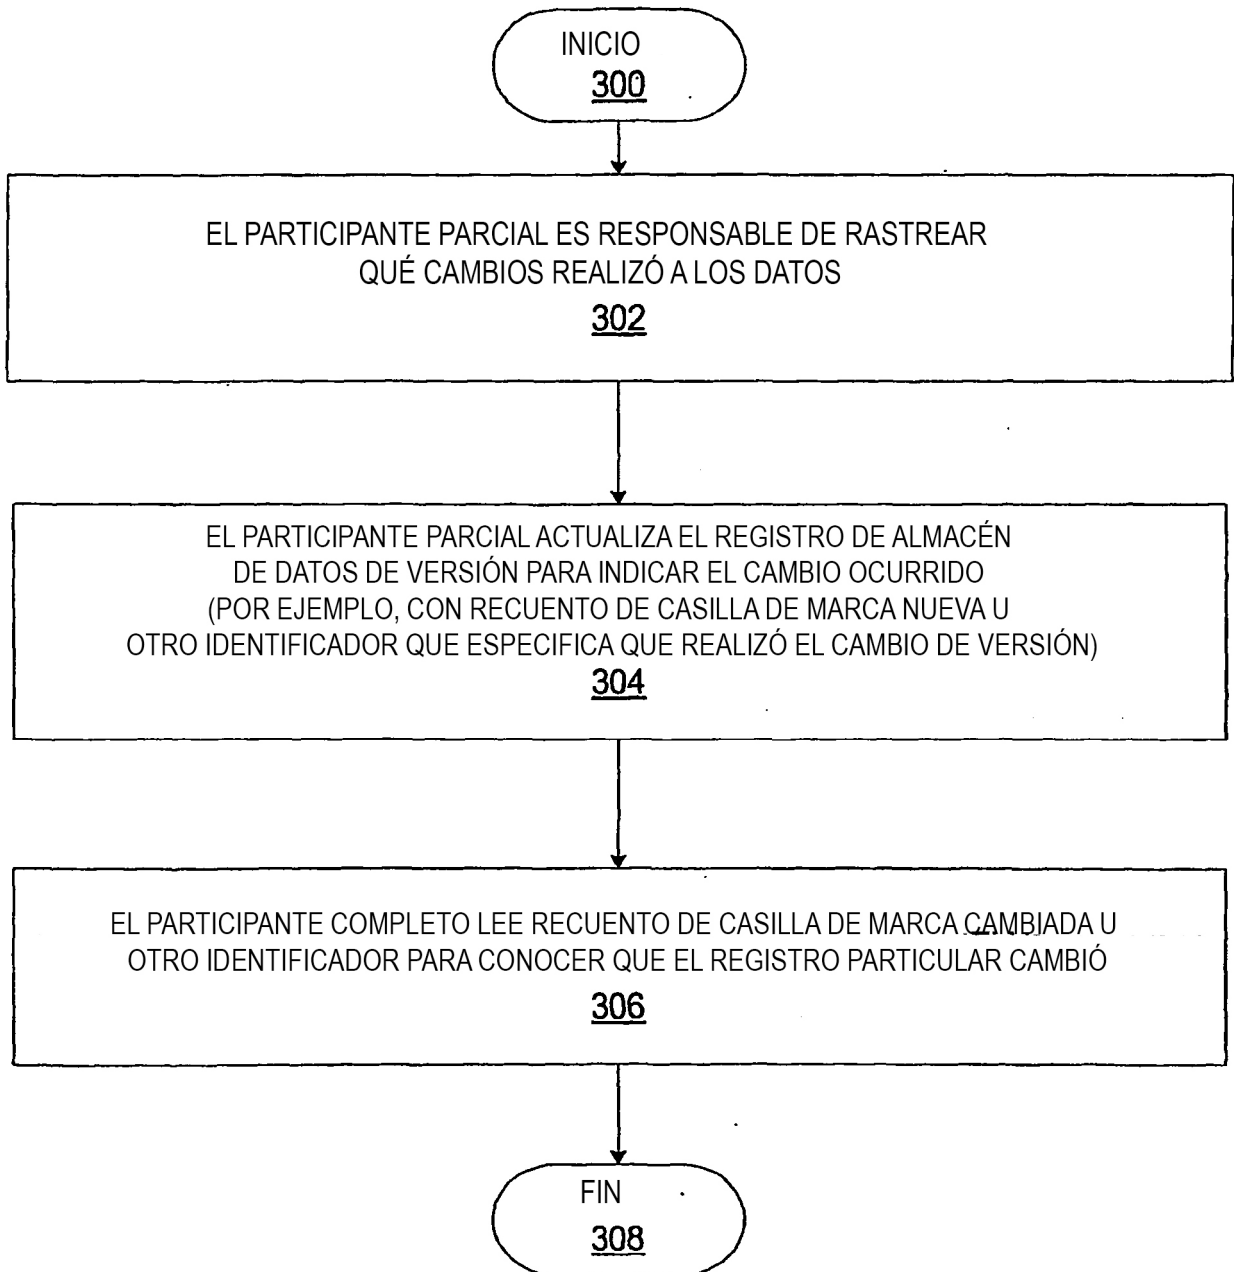 INICIO
300
EL PARTICIPANTE PARCIAL ES RESPONSABLE DE RASTREAR
QUÉ CAMBIOS REALIZÓ A LOS DATOS
302
EL PARTICIPANTE PARCIAL ACTUALIZA EL REGISTRO DE ALMACÉN
DE DATOS DE VERSIÓN PARA INDICAR EL CAMBIO OCURRIDO
(POR EJEMPLO, CON RECUENTO DE CASILLA DE MARCA NUEVA U
OTRO IDENTIFICADOR QUE ESPECIFICA QUE REALIZÓ EL CAMBIO DE VERSIÓN)
304
EL PARTICIPANTE COMPLETO LEE RECUENTO DE CASILLA DE MARCA CAMBIADA U
OTRO IDENTIFICADOR PARA CONOCER QUE EL REGISTRO PARTICULAR CAMBIÓ
306
FIN
308